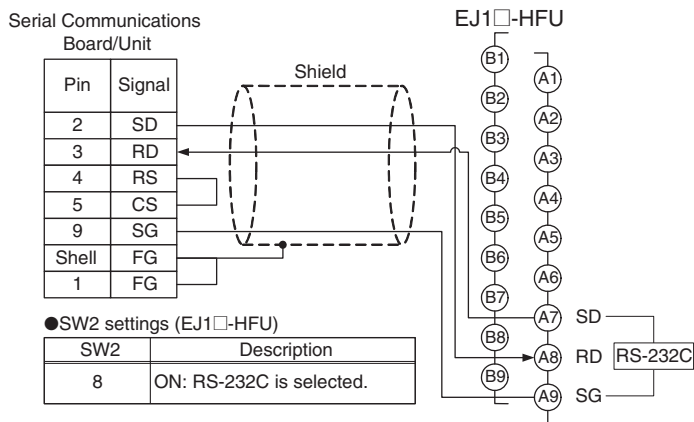 Serial Communications
Board/Unit
EJ1□-HFU
Pin Signal
2 SD
3 RD
4 RS
5 CS
9 SG
Shell FG
1 FG
Shield
B1
B2
B3
B4
B5
B6
B7
B8
B9
A1
A2
A3
A4
A5
A6
A7 SD
A8 RD
A9 SG
RS-232C
●SW2 settings (EJ1□-HFU)
SW2 Description
8 ON: RS-232C is selected.